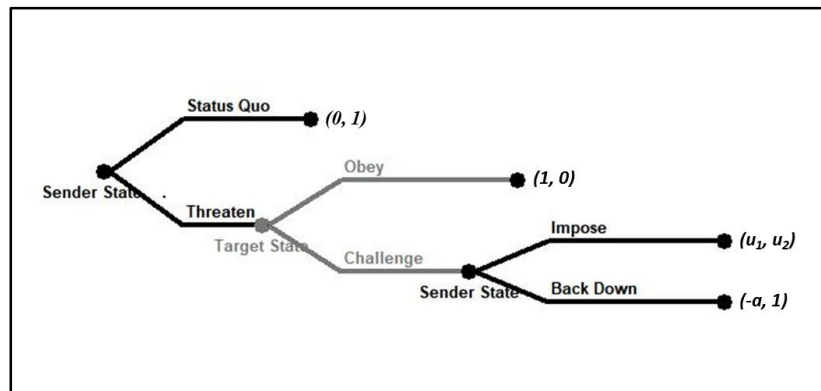 Status Quo
(0, 1)
Obey
(1, 0)
Sender State
Threaten
Target State
Impose
(u₁, u₂)
Challenge
Sender State
Back Down
(-a, 1)